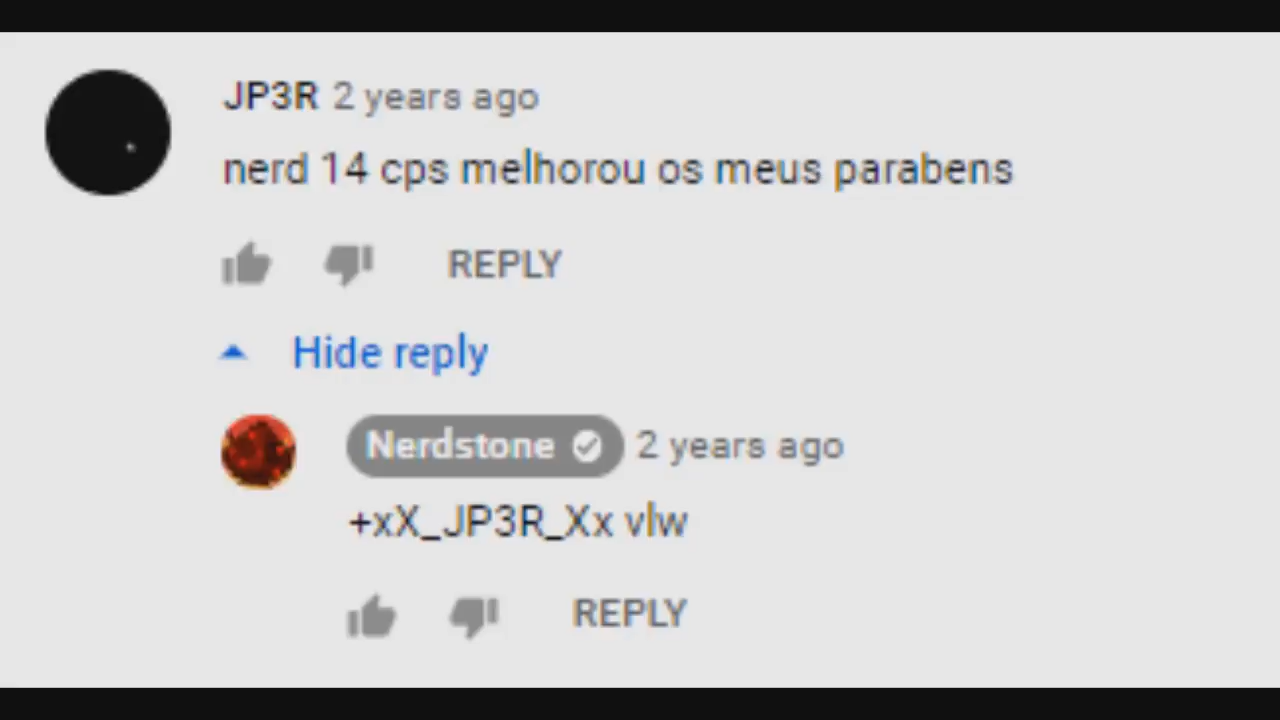 JP3R 2 years ago
nerd 14 cps melhorou os meus parabens
REPLY
Hide reply
Nerdstone 2 years ago
+xX_JP3R_Xx vlw
REPLY